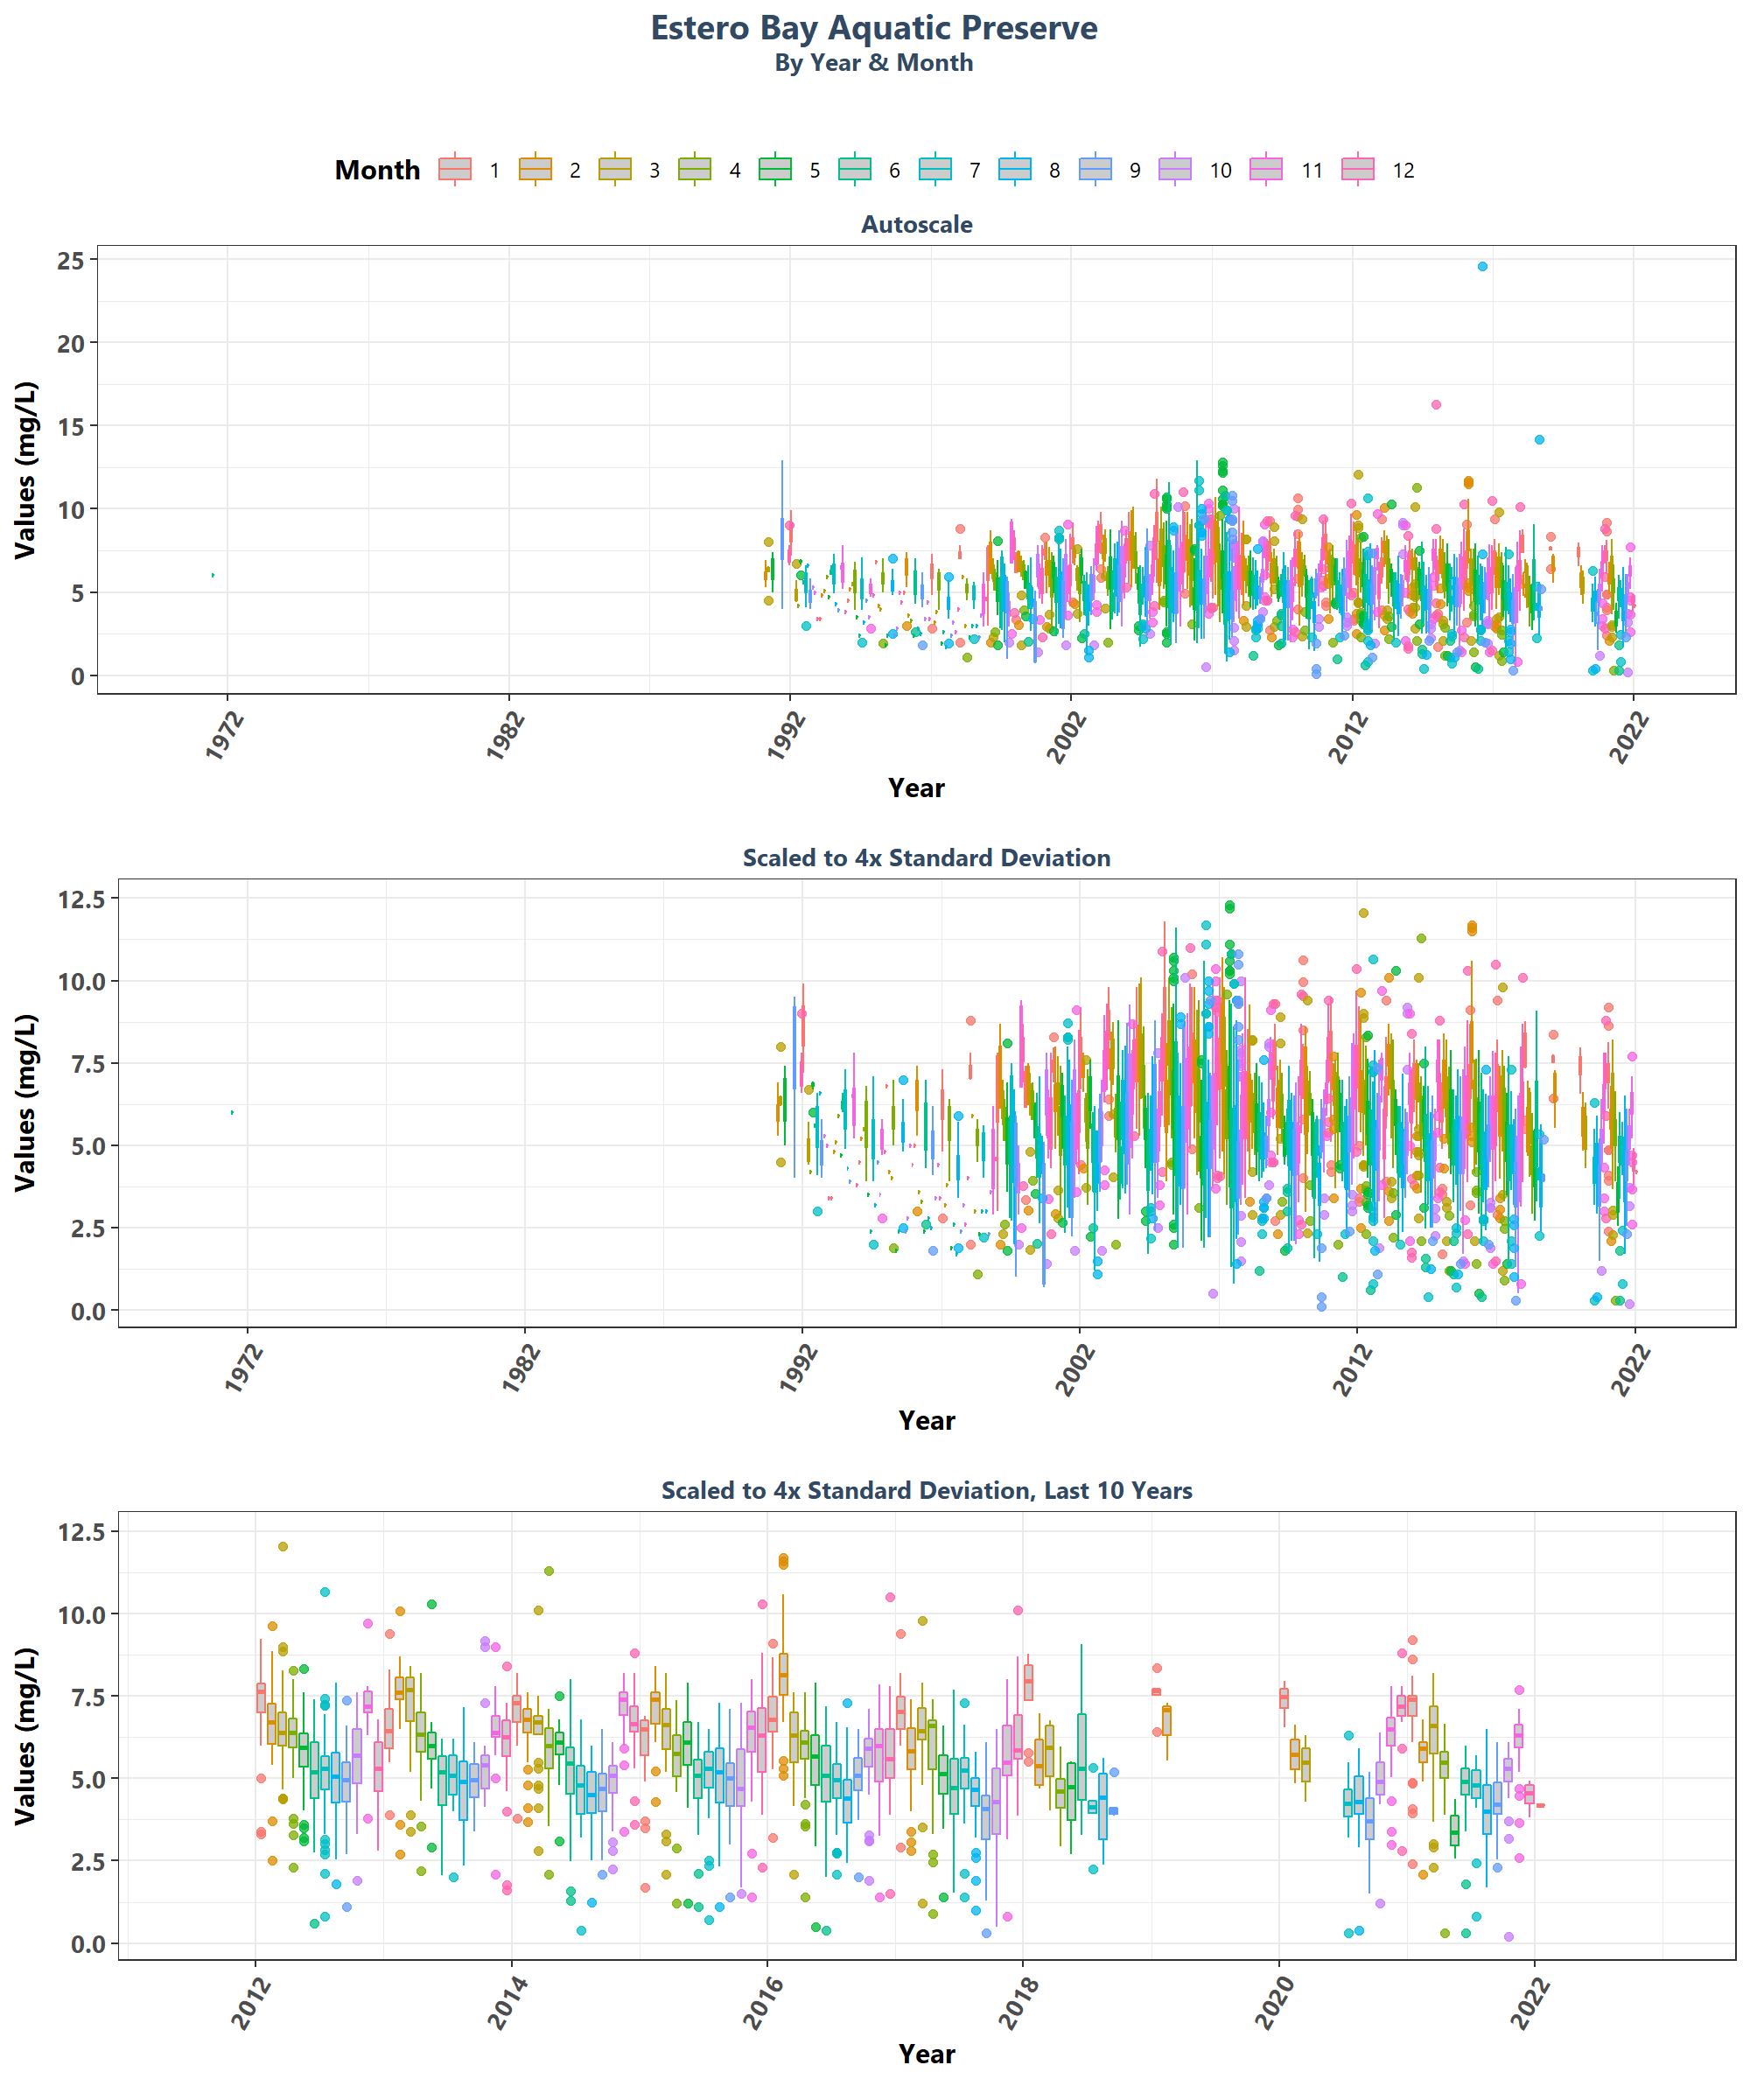 Estero Bay Aquatic Preserve
By Year & Month
Month 1 2 3 4 5 6 7 8 9 10 11 12
Autoscale
Values (mg/L)
25
20
15
10
5
0
1972 1982 1992 2002 2012 2022
Year
Scaled to 4x Standard Deviation
Values (mg/L)
12.5
10.0
7.5
5.0
2.5
0.0
1972 1982 1992 2002 2012 2022
Year
Scaled to 4x Standard Deviation, Last 10 Years
Values (mg/L)
12.5
10.0
7.5
5.0
2.5
0.0
2012 2014 2016 2018 2020 2022
Year